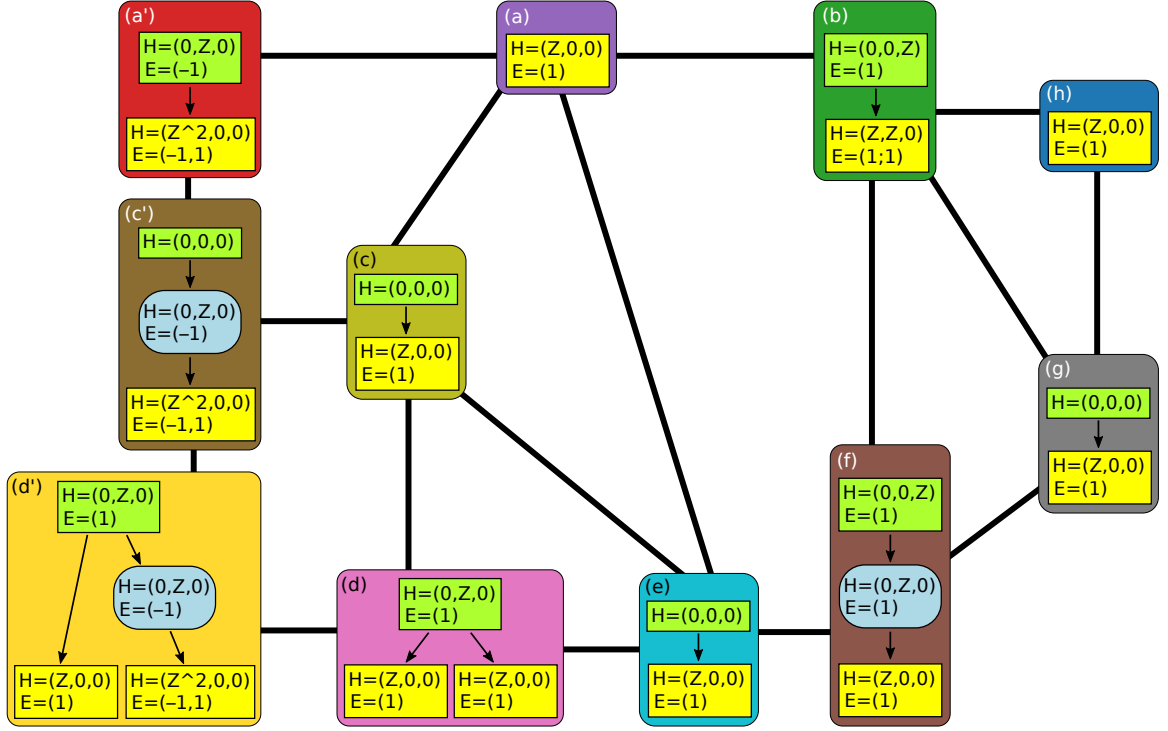 (a')
H=(0,Z,0)
E=(–1)
H=(Z^2,0,0)
E=(–1,1)
(a)
H=(Z,0,0)
E=(1)
(b)
H=(0,0,Z)
E=(1)
H=(Z,Z,0)
E=(1;1)
(h)
H=(Z,0,0)
E=(1)
(c')
H=(0,0,0)
H=(0,Z,0)
E=(–1)
H=(Z^2,0,0)
E=(–1,1)
(c)
H=(0,0,0)
H=(Z,0,0)
E=(1)
(g)
H=(0,0,0)
H=(Z,0,0)
E=(1)
(d')
H=(0,Z,0)
E=(1)
H=(0,Z,0)
E=(–1)
H=(Z,0,0)
E=(1)
H=(Z^2,0,0)
E=(–1,1)
(d)
H=(0,Z,0)
E=(1)
H=(Z,0,0)
E=(1)
H=(Z,0,0)
E=(1)
(e)
H=(0,0,0)
H=(Z,0,0)
E=(1)
(f)
H=(0,0,Z)
E=(1)
H=(0,Z,0)
E=(1)
H=(Z,0,0)
E=(1)